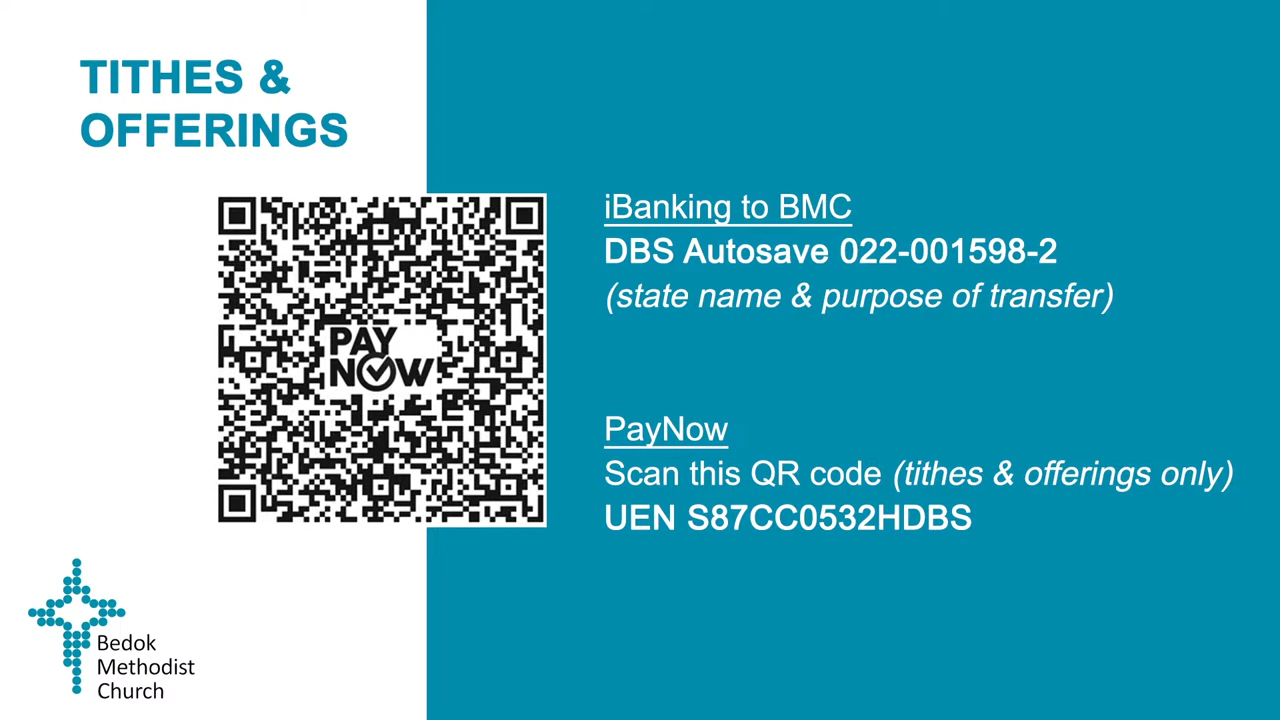 TITHES &
OFFERINGS
PAY
NOW
iBanking to BMC
DBS Autosave 022-001598-2
(state name & purpose of transfer)
PayNow
Scan this QR code (tithes & offerings only)
UEN S87CC0532HDBS
Bedok
Methodist
Church